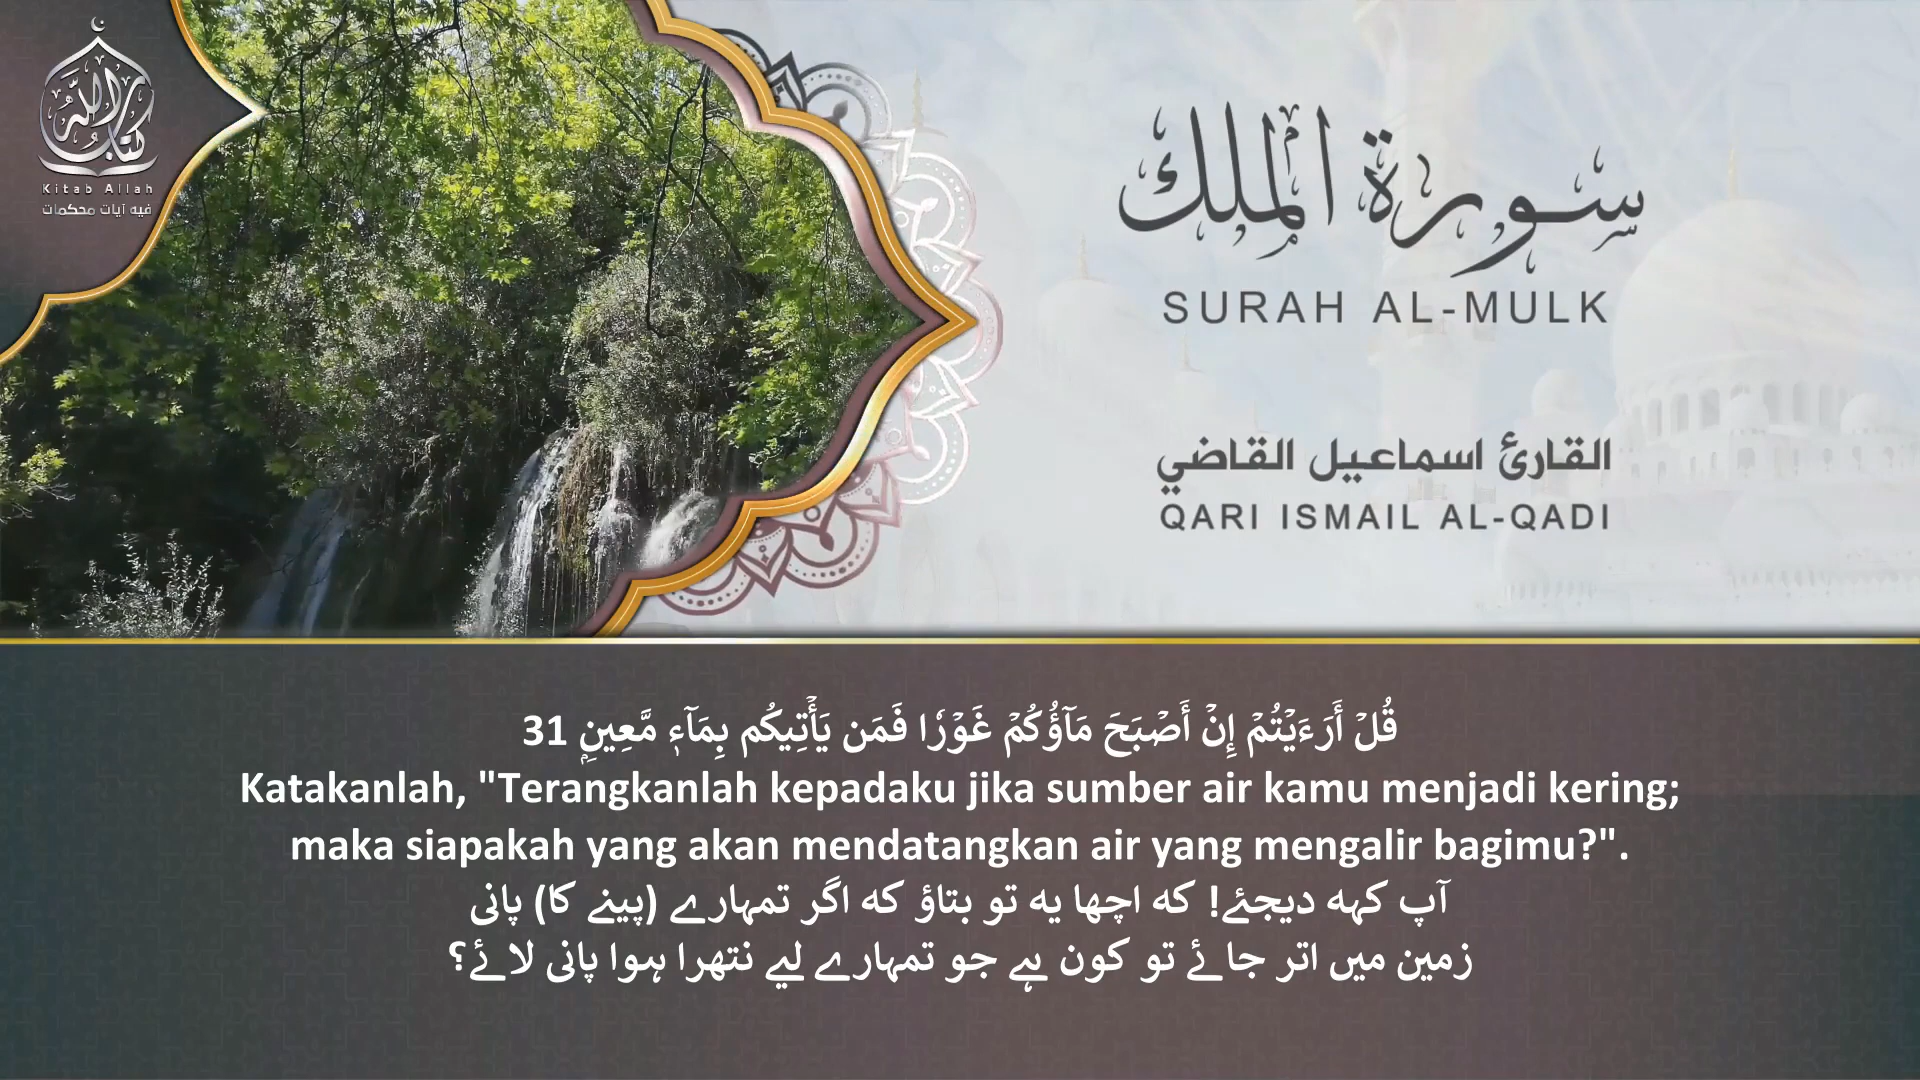 كتاب الله
Kitab Allah
فيه آيات محكمات
سورة الملك
SURAH AL-MULK
القارئ اسماعيل القاضي
QARI ISMAIL AL-QADI
قُلۡ أَرَءَيۡتُمۡ إِنۡ أَصۡبَحَ مَآؤُكُمۡ غَوۡرٗا فَمَن يَأۡتِيكُم بِمَآءٖ مَّعِينِۭ 31
Katakanlah, "Terangkanlah kepadaku jika sumber air kamu menjadi kering;
maka siapakah yang akan mendatangkan air yang mengalir bagimu?".
آپ کہہ دیجئے! کہ اچھا یہ تو بتاؤ کہ اگر تمہارے (پینے کا) پانی
زمین میں اتر جائے تو کون ہے جو تمہارے لیے نتھرا ہوا پانی لائے؟